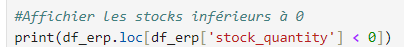 #Affichier les stocks inférieurs à 0
print(df_erp.loc[df_erp['stock_quantity'] < 0])